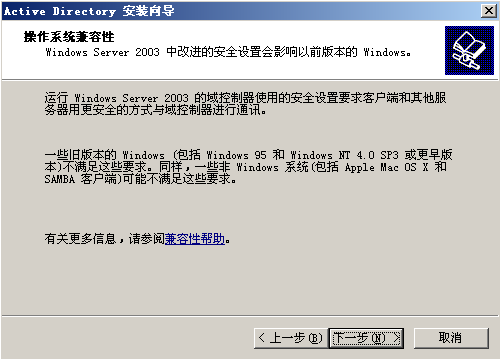 Active Directory 安装向导
操作系统兼容性
Windows Server 2003 中改进的安全设置会影响以前版本的 Windows。
运行 Windows Server 2003 的域控制器使用的安全设置要求客户端和其他服
务器用更安全的方式与域控制器进行通讯。
一些旧版本的 Windows (包括 Windows 95 和 Windows NT 4.0 SP3 或更早版
本)不满足这些要求。同样,一些非 Windows 系统(包括 Apple Mac OS X 和
SAMBA 客户端)可能不满足这些要求。
有关更多信息,请参阅兼容性帮助。
< 上一步(B) 下一步(N) > 取消